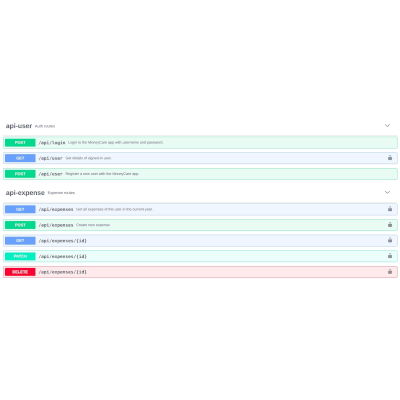 api-user Auth routes
POST /api/login Login to the MoneyCare app with username and password.
GET /api/user Get details of signed in user.
POST /api/user Register a new user with the MoneyCare app.
api-expense Expense routes
GET /api/expenses Get all expenses of the user in the current year.
POST /api/expenses Create new expense
GET /api/expenses/{id}
PATCH /api/expenses/{id}
DELETE /api/expenses/{id}